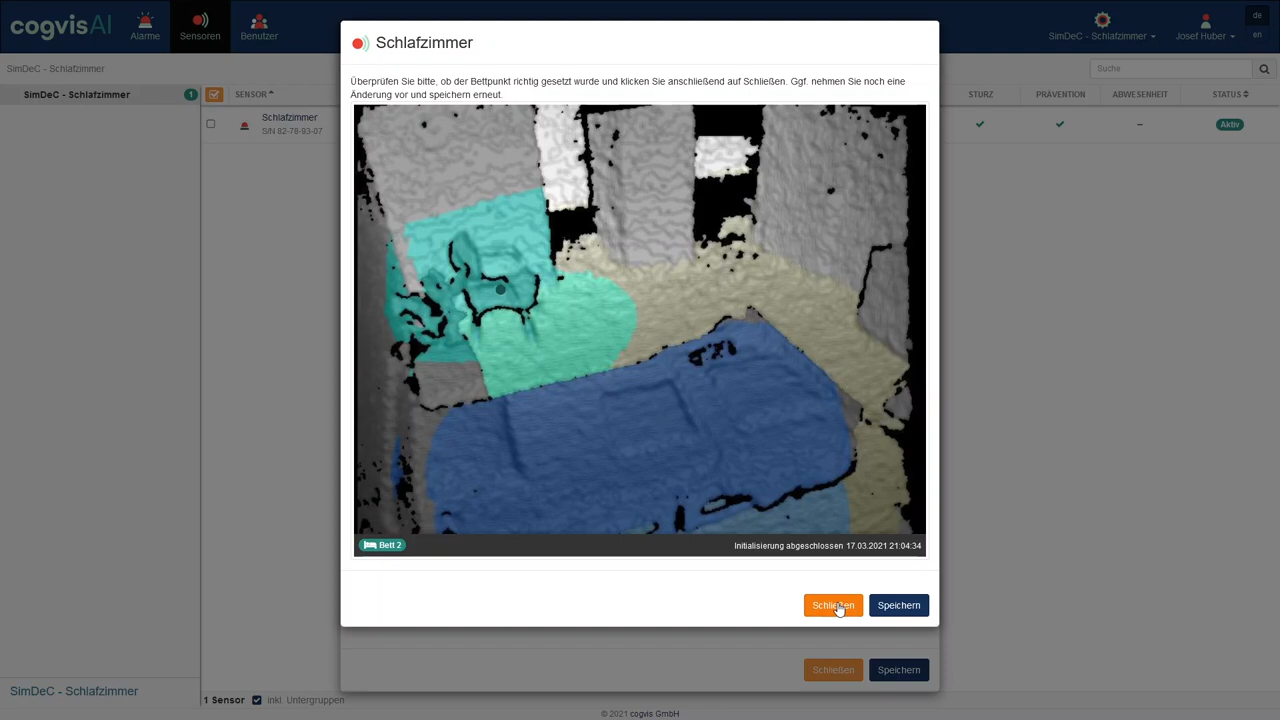 cogvisAI
Alarme
Sensoren
Benutzer
SimDeC - Schlafzimmer
Josef Huber
de
en
SimDeC - Schlafzimmer
Suche
SimDeC - Schlafzimmer
1
SENSOR
STURZ
PRÄVENTION
ABWESENHEIT
STATUS
Schlafzimmer
S/N 82-78-93-07
–
Aktiv
Schlafzimmer
Überprüfen Sie bitte, ob der Bettpunkt richtig gesetzt wurde und klicken Sie anschließend auf Schließen. Ggf. nehmen Sie noch eine
Änderung vor und speichern erneut.
Bett 2
Initialisierung abgeschlossen 17.03.2021 21:04:34
Schließen
Speichern
Schließen
Speichern
SimDeC - Schlafzimmer
1 Sensor
inkl. Untergruppen
© 2021 cogvis GmbH